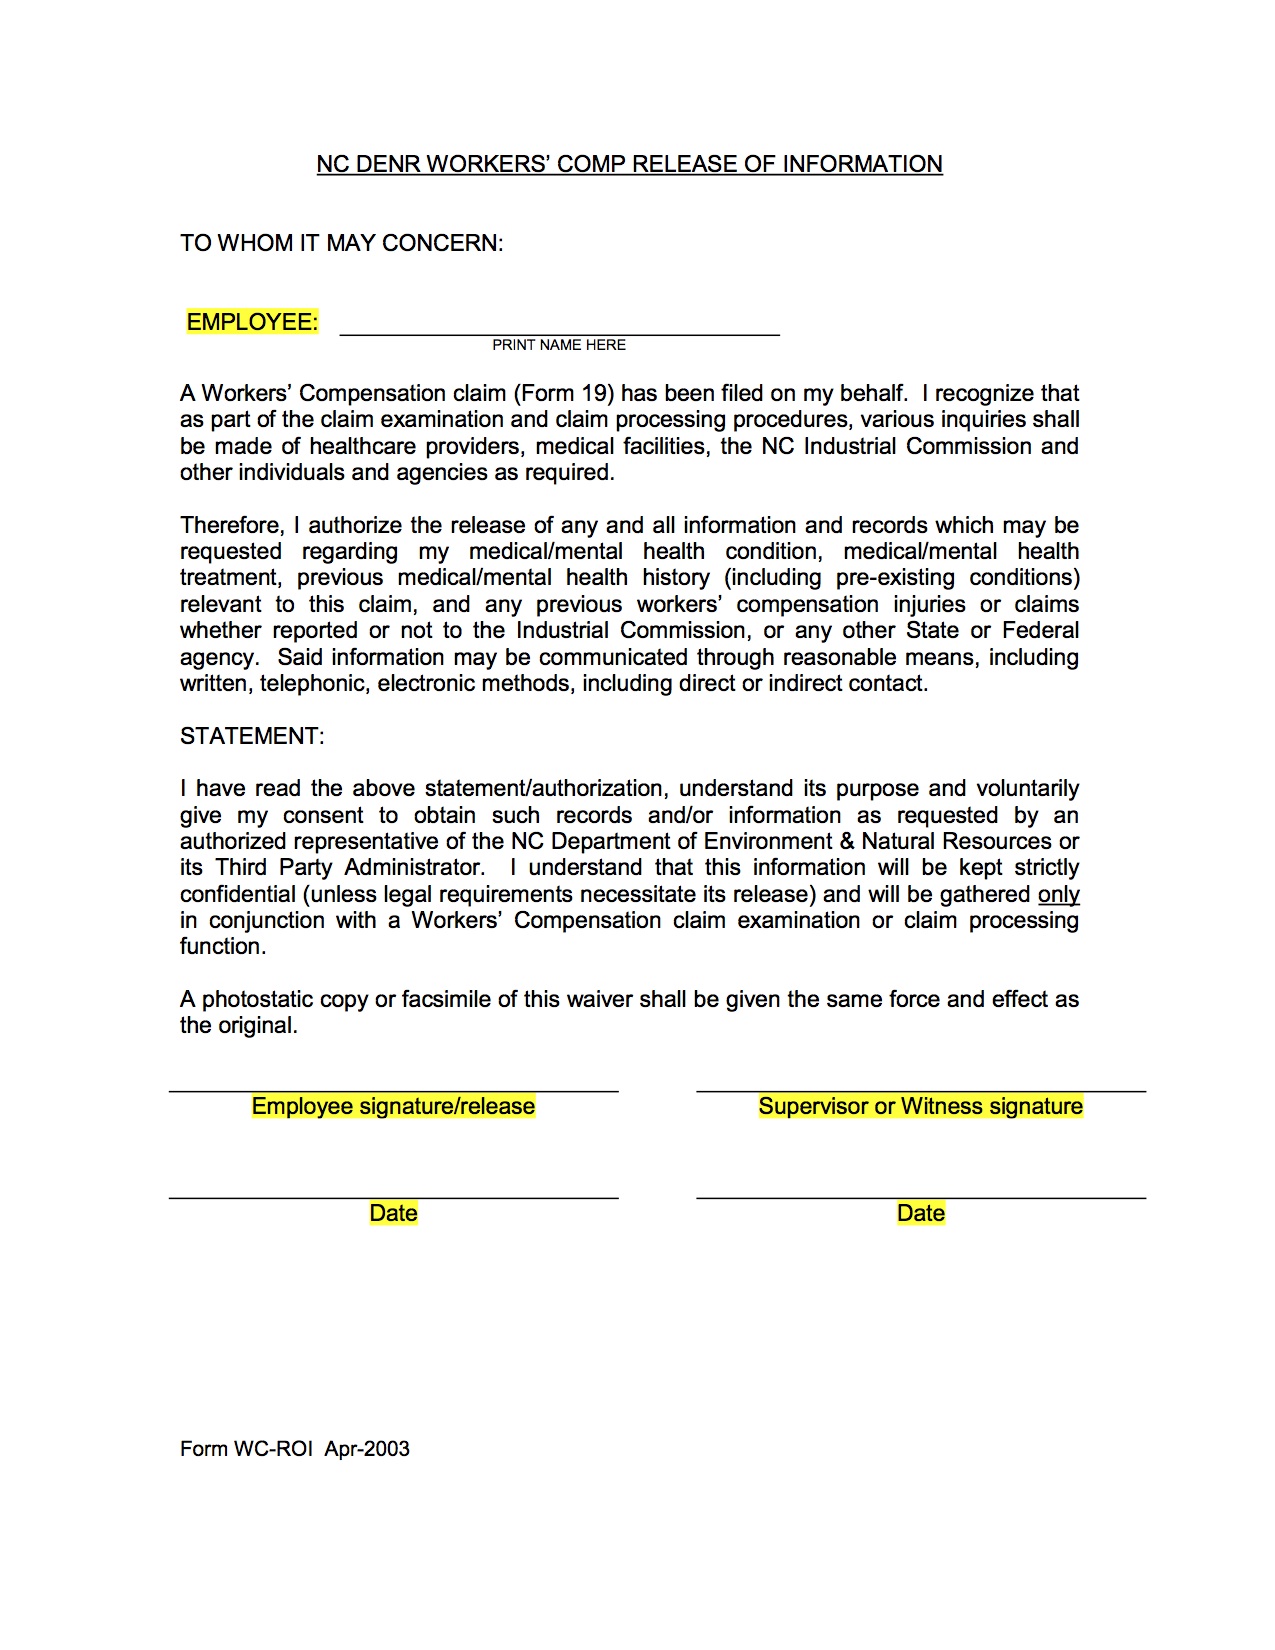 NC DENR WORKERS’ COMP RELEASE OF INFORMATION
TO WHOM IT MAY CONCERN:
EMPLOYEE:
PRINT NAME HERE
A Workers’ Compensation claim (Form 19) has been filed on my behalf.  I recognize that
as part of the claim examination and claim processing procedures, various inquiries shall
be made of healthcare providers, medical facilities, the NC Industrial Commission and
other individuals and agencies as required.
Therefore, I authorize the release of any and all information and records which may be
requested regarding my medical/mental health condition, medical/mental health
treatment, previous medical/mental health history (including pre-existing conditions)
relevant to this claim, and any previous workers’ compensation injuries or claims
whether reported or not to the Industrial Commission, or any other State or Federal
agency.  Said information may be communicated through reasonable means, including
written, telephonic, electronic methods, including direct or indirect contact.
STATEMENT:
I have read the above statement/authorization, understand its purpose and voluntarily
give my consent to obtain such records and/or information as requested by an
authorized representative of the NC Department of Environment & Natural Resources or
its Third Party Administrator.  I understand that this information will be kept strictly
confidential (unless legal requirements necessitate its release) and will be gathered only
in conjunction with a Workers’ Compensation claim examination or claim processing
function.
A photostatic copy or facsimile of this waiver shall be given the same force and effect as
the original.
Employee signature/release
Supervisor or Witness signature
Date
Date
Form WC-ROI  Apr-2003